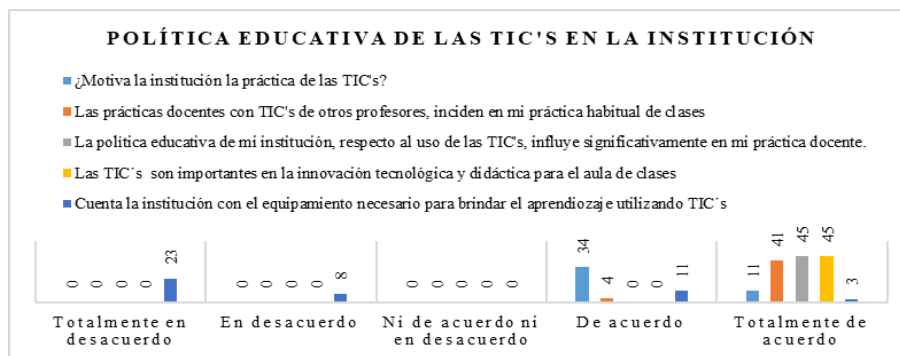 POLÍTICA EDUCATIVA DE LAS TIC'S EN LA INSTITUCIÓN
¿Motiva la institución la práctica de las TIC's?
Las prácticas docentes con TIC's de otros profesores, inciden en mi práctica habitual de clases
La política educativa de mi institución, respecto al uso de las TIC's, influye significativamente en mi práctica docente.
Las TIC´s son importantes en la innovación tecnológica y didáctica para el aula de clases
Cuenta la institución con el equipamiento necesario para brindar el aprendiozaje utilizando TIC´s
0 0 0 0 23
0 0 0 0 8
0 0 0 0 0
34 4 0 0 11
11 41 45 45 3
Totalmente en desacuerdo
En desacuerdo
Ni de acuerdo ni en desacuerdo
De acuerdo
Totalmente de acuerdo